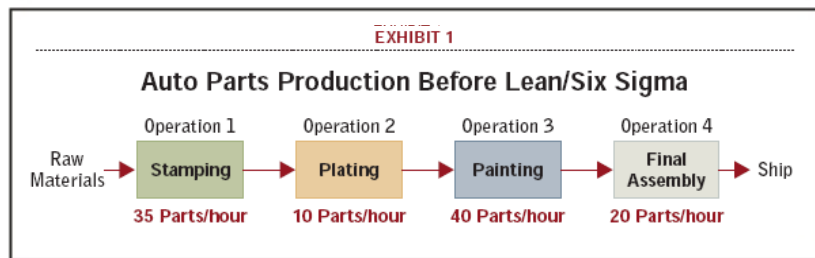 EXHIBIT 1
Auto Parts Production Before Lean/Six Sigma
Operation 1 Operation 2 Operation 3 Operation 4
Raw Materials Stamping Plating Painting Final Assembly Ship
35 Parts/hour 10 Parts/hour 40 Parts/hour 20 Parts/hour